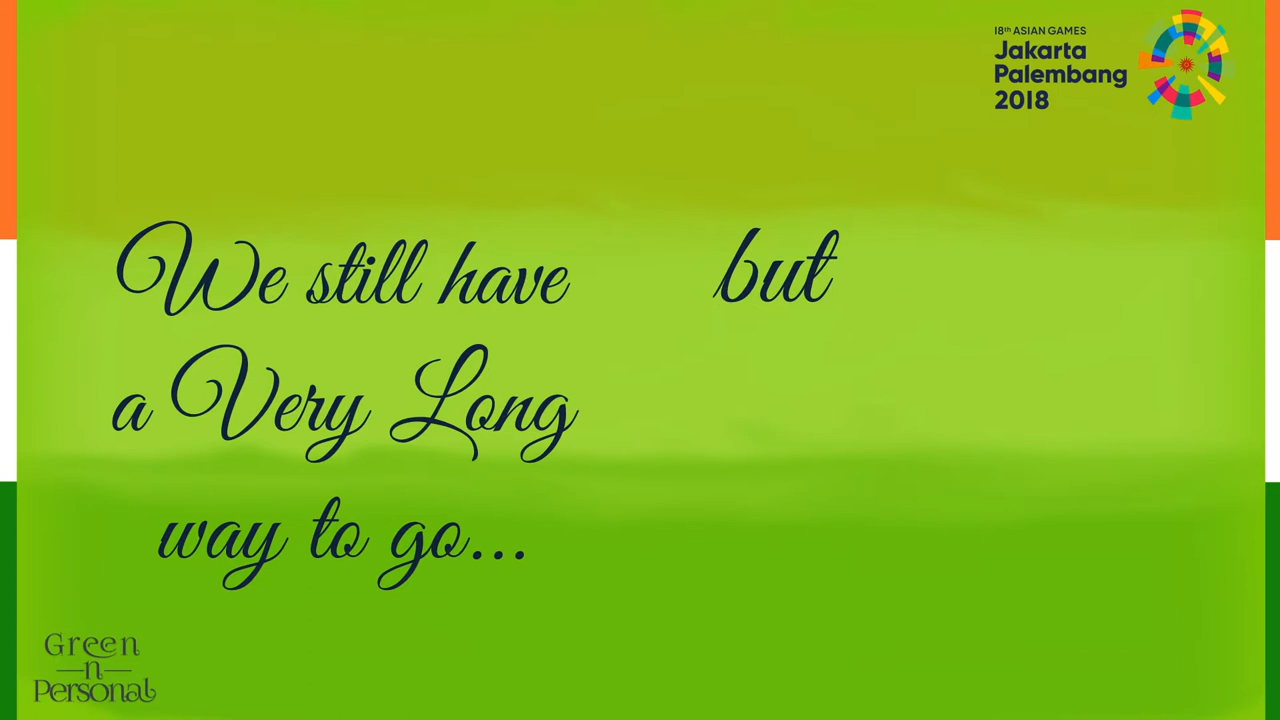 18th ASIAN GAMES
Jakarta
Palembang
2018
We still have
a Very Long
way to go...
but
Green
n
Personal